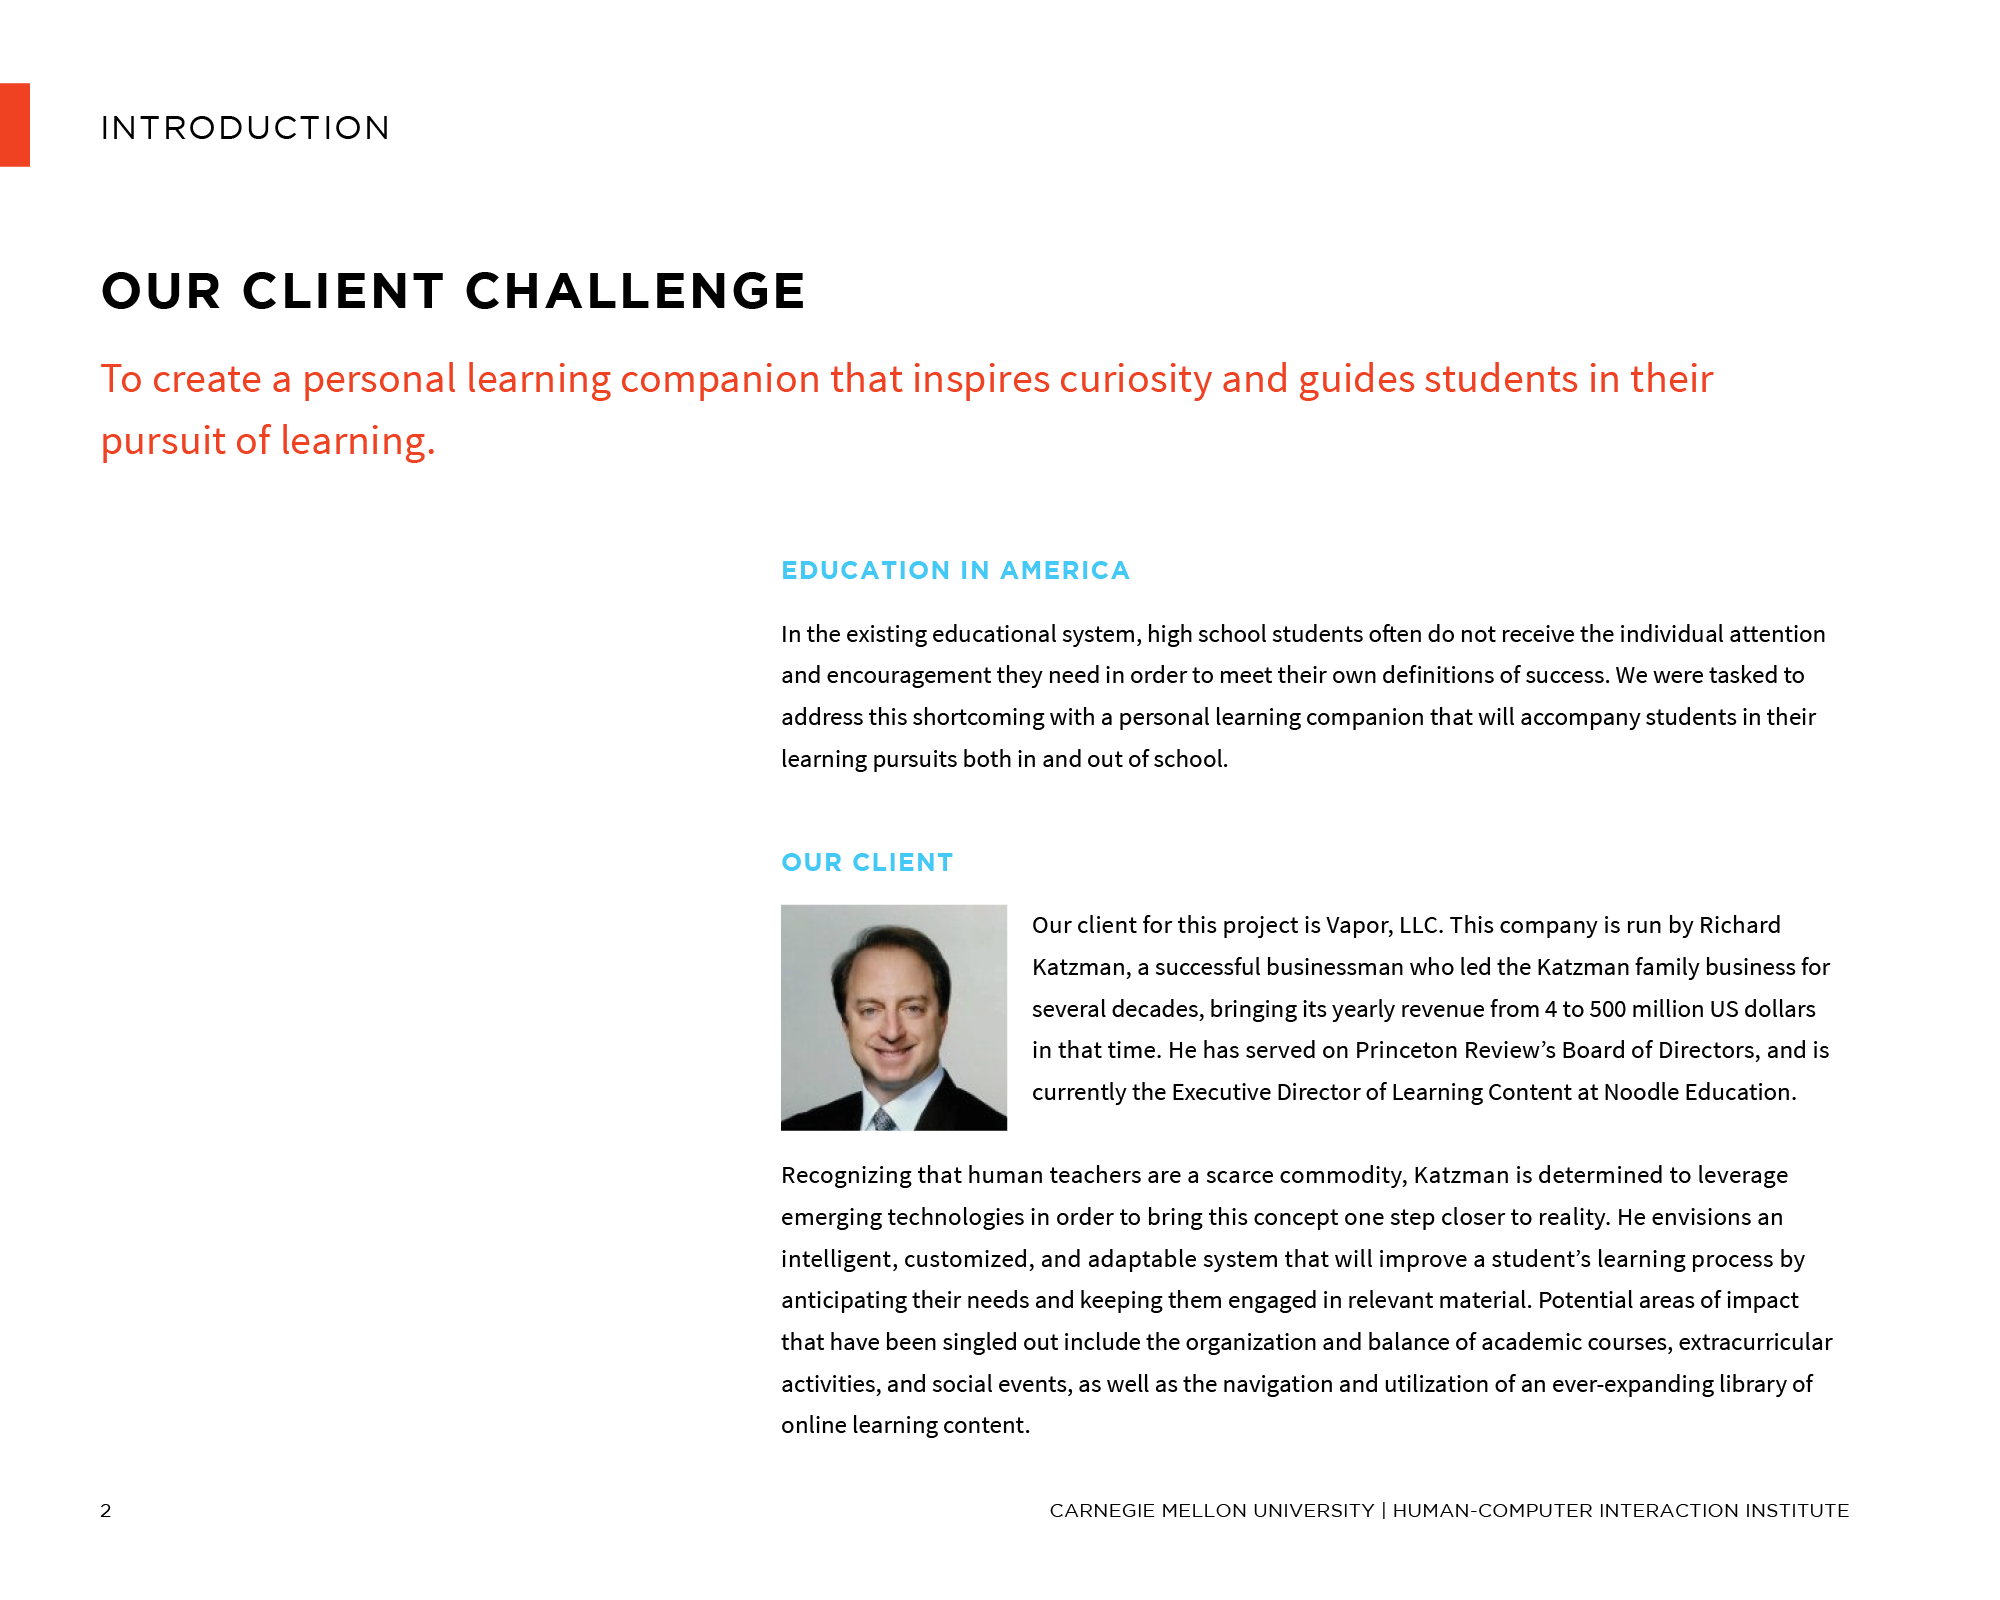 INTRODUCTION
OUR CLIENT CHALLENGE
To create a personal learning companion that inspires curiosity and guides students in their
pursuit of learning.
EDUCATION IN AMERICA
In the existing educational system, high school students often do not receive the individual attention
and encouragement they need in order to meet their own definitions of success. We were tasked to
address this shortcoming with a personal learning companion that will accompany students in their
learning pursuits both in and out of school.
OUR CLIENT
Our client for this project is Vapor, LLC. This company is run by Richard
Katzman, a successful businessman who led the Katzman family business for
several decades, bringing its yearly revenue from 4 to 500 million US dollars
in that time. He has served on Princeton Review’s Board of Directors, and is
currently the Executive Director of Learning Content at Noodle Education.
Recognizing that human teachers are a scarce commodity, Katzman is determined to leverage
emerging technologies in order to bring this concept one step closer to reality. He envisions an
intelligent, customized, and adaptable system that will improve a student’s learning process by
anticipating their needs and keeping them engaged in relevant material. Potential areas of impact
that have been singled out include the organization and balance of academic courses, extracurricular
activities, and social events, as well as the navigation and utilization of an ever-expanding library of
online learning content.
2
CARNEGIE MELLON UNIVERSITY | HUMAN-COMPUTER INTERACTION INSTITUTE